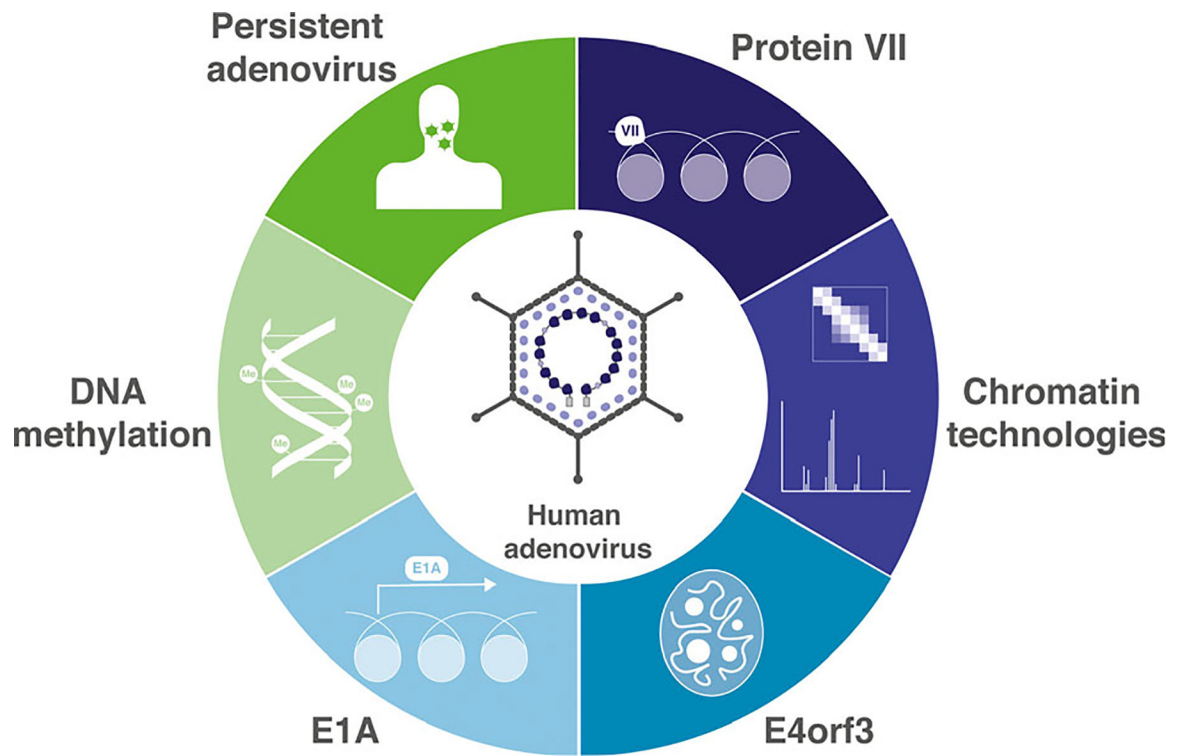 Persistent
adenovirus
Protein VII
VII
Chromatin
technologies
E4orf3
E1A
E1A
DNA
methylation
Me
Me
Me
Me
Human
adenovirus